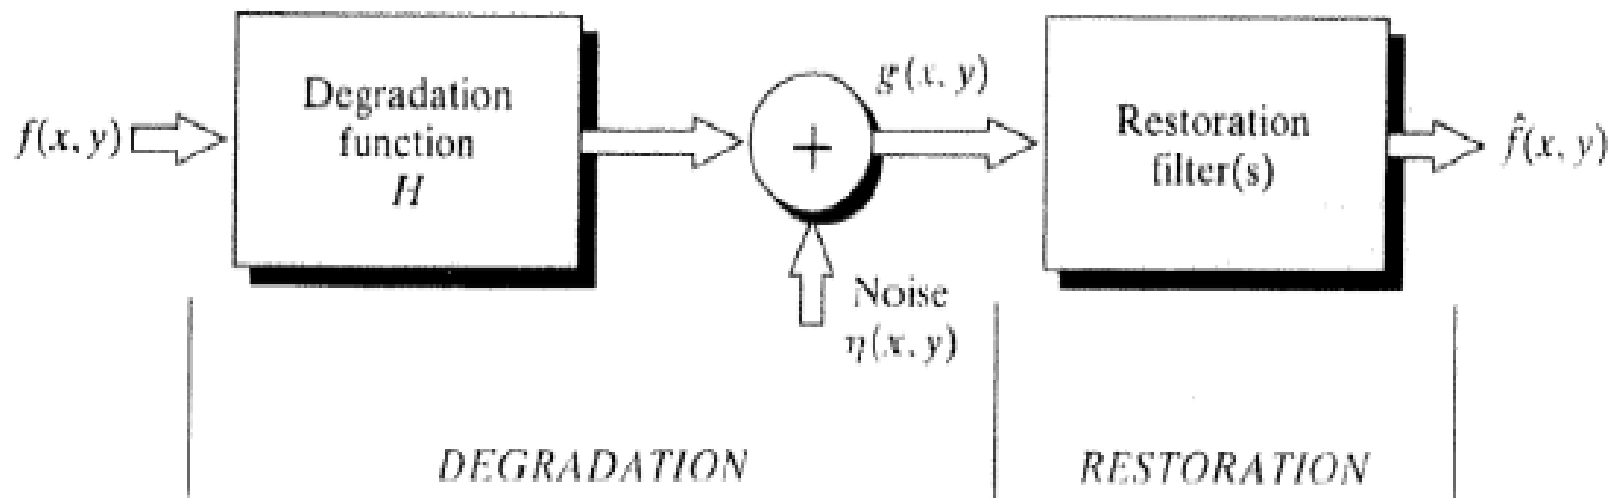 f(x, y)
Degradation
function
H
+
g(x, y)
Noise
η(x, y)
Restoration
filter(s)
f̂(x, y)
DEGRADATION
RESTORATION